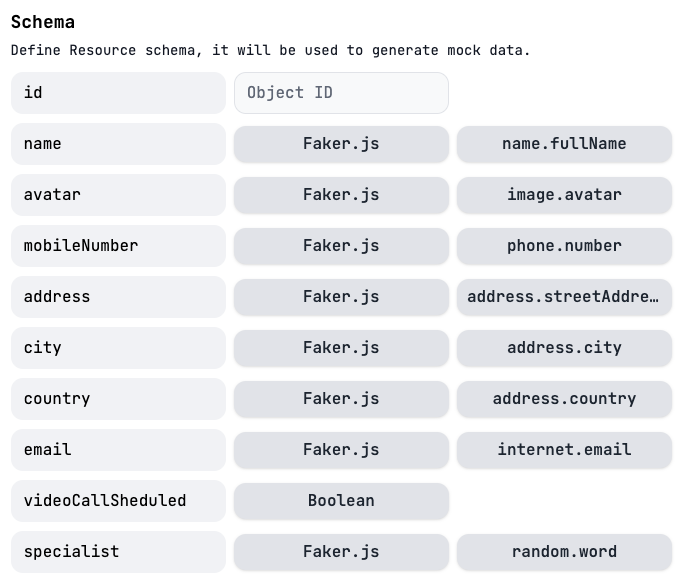 Schema
Define Resource schema, it will be used to generate mock data.
id Object ID
name Faker.js name.fullName
avatar Faker.js image.avatar
mobileNumber Faker.js phone.number
address Faker.js address.streetAddre…
city Faker.js address.city
country Faker.js address.country
email Faker.js internet.email
videoCallSheduled Boolean
specialist Faker.js random.word